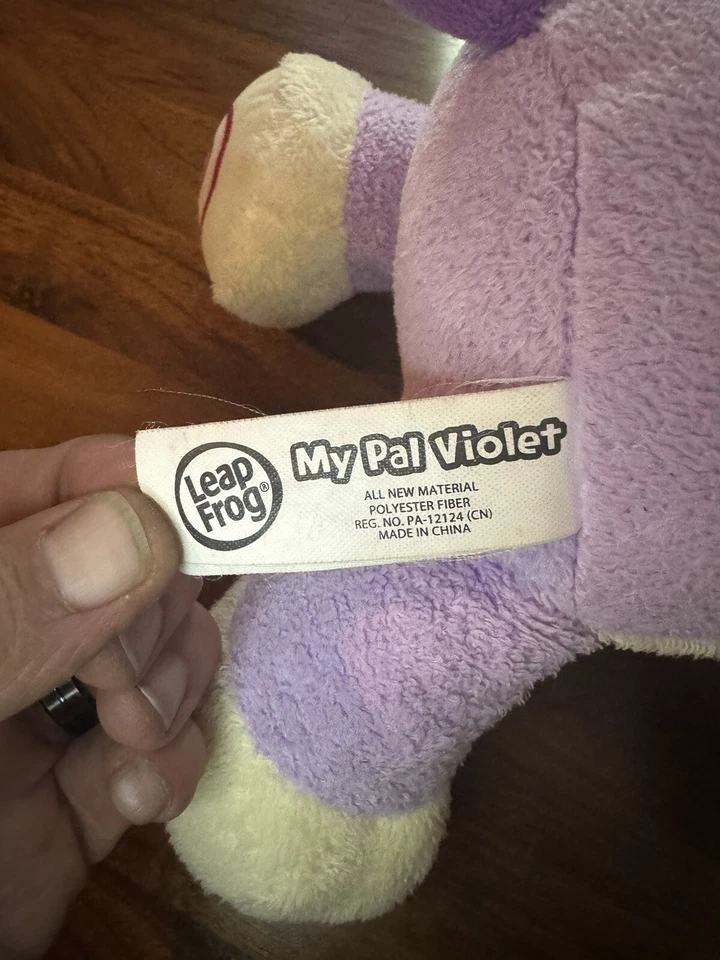 Leap
Frog®
My Pal Violet
ALL NEW MATERIAL
POLYESTER FIBER
REG. NO. PA-12124 (CN)
MADE IN CHINA